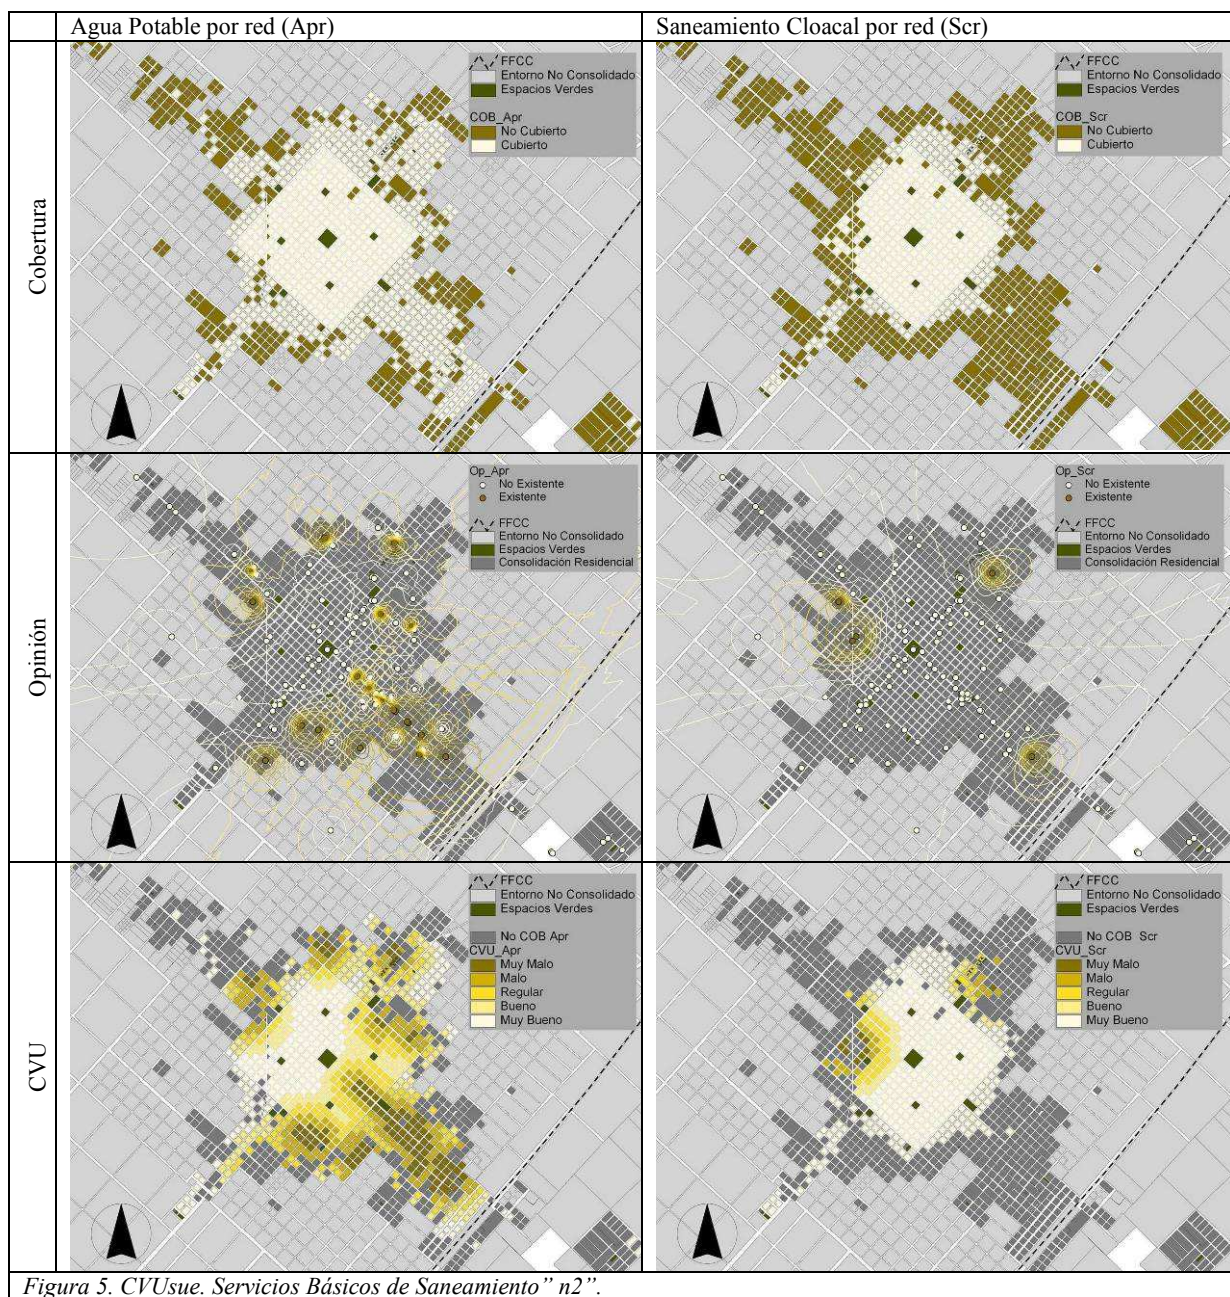 Agua Potable por red (Apr)
Saneamiento Cloacal por red (Scr)
Cobertura
FFCC
Entorno No Consolidado
Espacios Verdes
COB_Apr
No Cubierto
Cubierto
FFCC
Entorno No Consolidado
Espacios Verdes
COB_Scr
No Cubierto
Cubierto
Opinión
Op_Apr
No Existente
Existente
FFCC
Entorno No Consolidado
Espacios Verdes
Consolidación Residencial
Op_Scr
No Existente
Existente
FFCC
Entorno No Consolidado
Espacios Verdes
Consolidación Residencial
CVU
FFCC
Entorno No Consolidado
Espacios Verdes
No COB Apr
CVU_Apr
Muy Malo
Malo
Regular
Bueno
Muy Bueno
FFCC
Entorno No Consolidado
Espacios Verdes
No COB Scr
CVU_Scr
Muy Malo
Malo
Regular
Bueno
Muy Bueno
Figura 5. CVUsue. Servicios Básicos de Saneamiento” n2”.